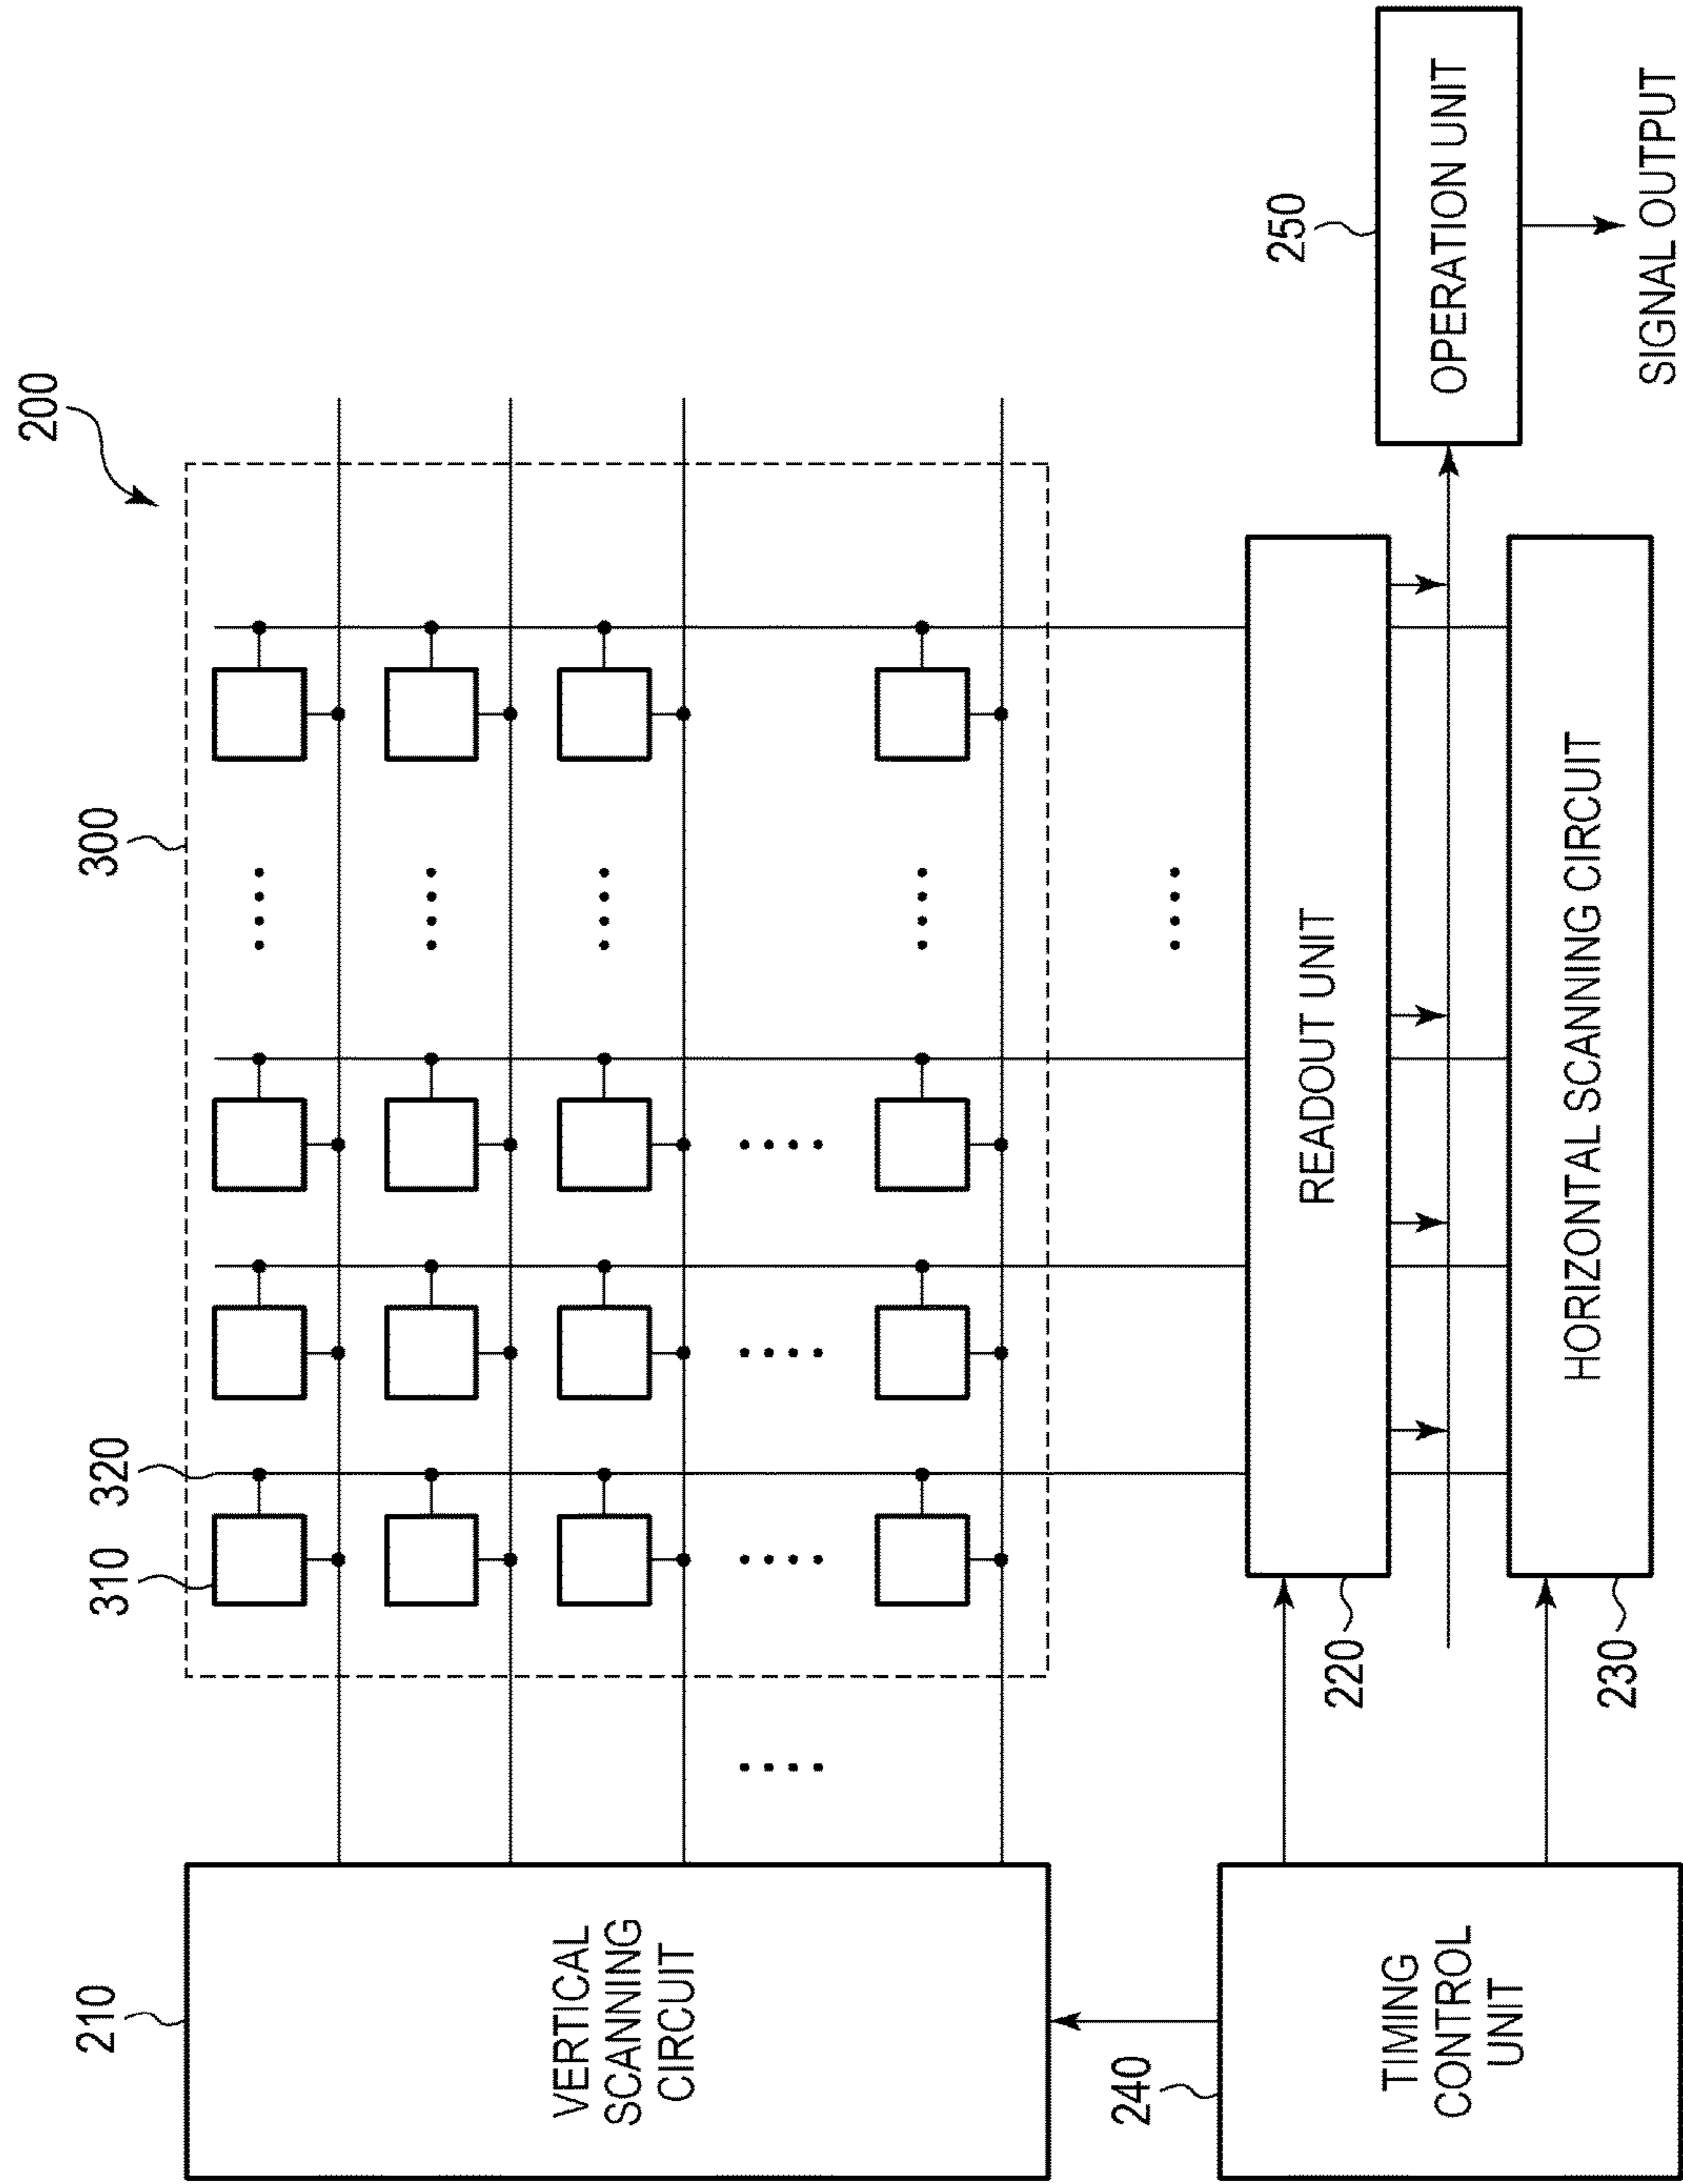 200
300
210
310
320
VERTICAL
SCANNING
CIRCUIT
240
TIMING
CONTROL
UNIT
220
READOUT UNIT
230
HORIZONTAL SCANNING CIRCUIT
250
OPERATION UNIT
SIGNAL OUTPUT